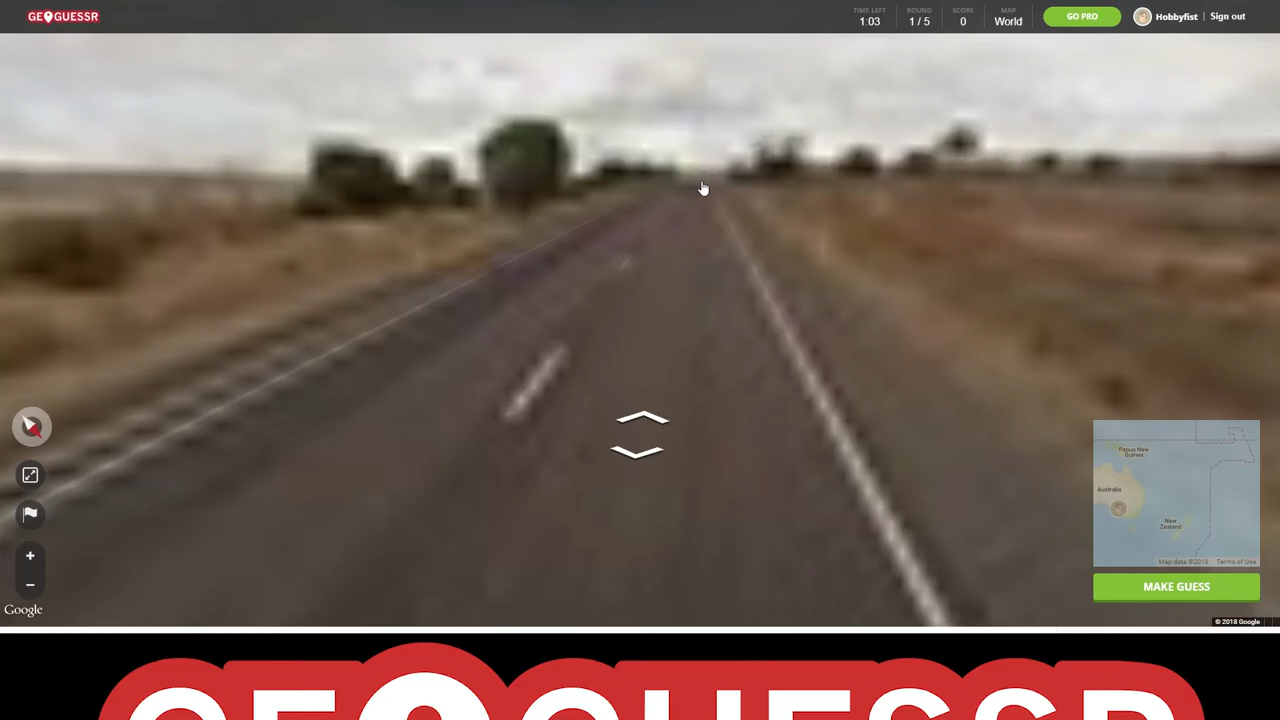 GEOGUESSR
TIME LEFT
1:03
ROUND
1 / 5
SCORE
0
MAP
World
GO PRO
Hobbyfist | Sign out
Papua New
Guinea
Australia
New
Zealand
Map data ©2018 Terms of Use
MAKE GUESS
Google
© 2018 Google
GEOGUESSR